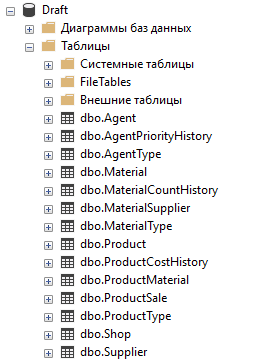 Draft
Диаграммы баз данных
Таблицы
Системные таблицы
FileTables
Внешние таблицы
dbo.Agent
dbo.AgentPriorityHistory
dbo.AgentType
dbo.Material
dbo.MaterialCountHistory
dbo.MaterialSupplier
dbo.MaterialType
dbo.Product
dbo.ProductCostHistory
dbo.ProductMaterial
dbo.ProductSale
dbo.ProductType
dbo.Shop
dbo.Supplier